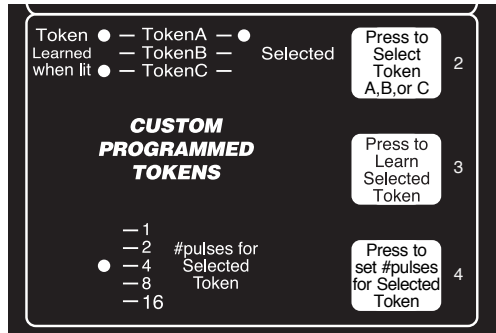 Token ● — TokenA — ●
Learned — TokenB — Selected
when lit ● — TokenC —
Press to
Select
Token
A,B,or C
2
CUSTOM
PROGRAMMED
TOKENS
Press to
Learn
Selected
Token
3
— 1
— 2
● — 4
— 8
— 16
#pulses for
Selected
Token
Press to
set #pulses
for Selected
Token
4